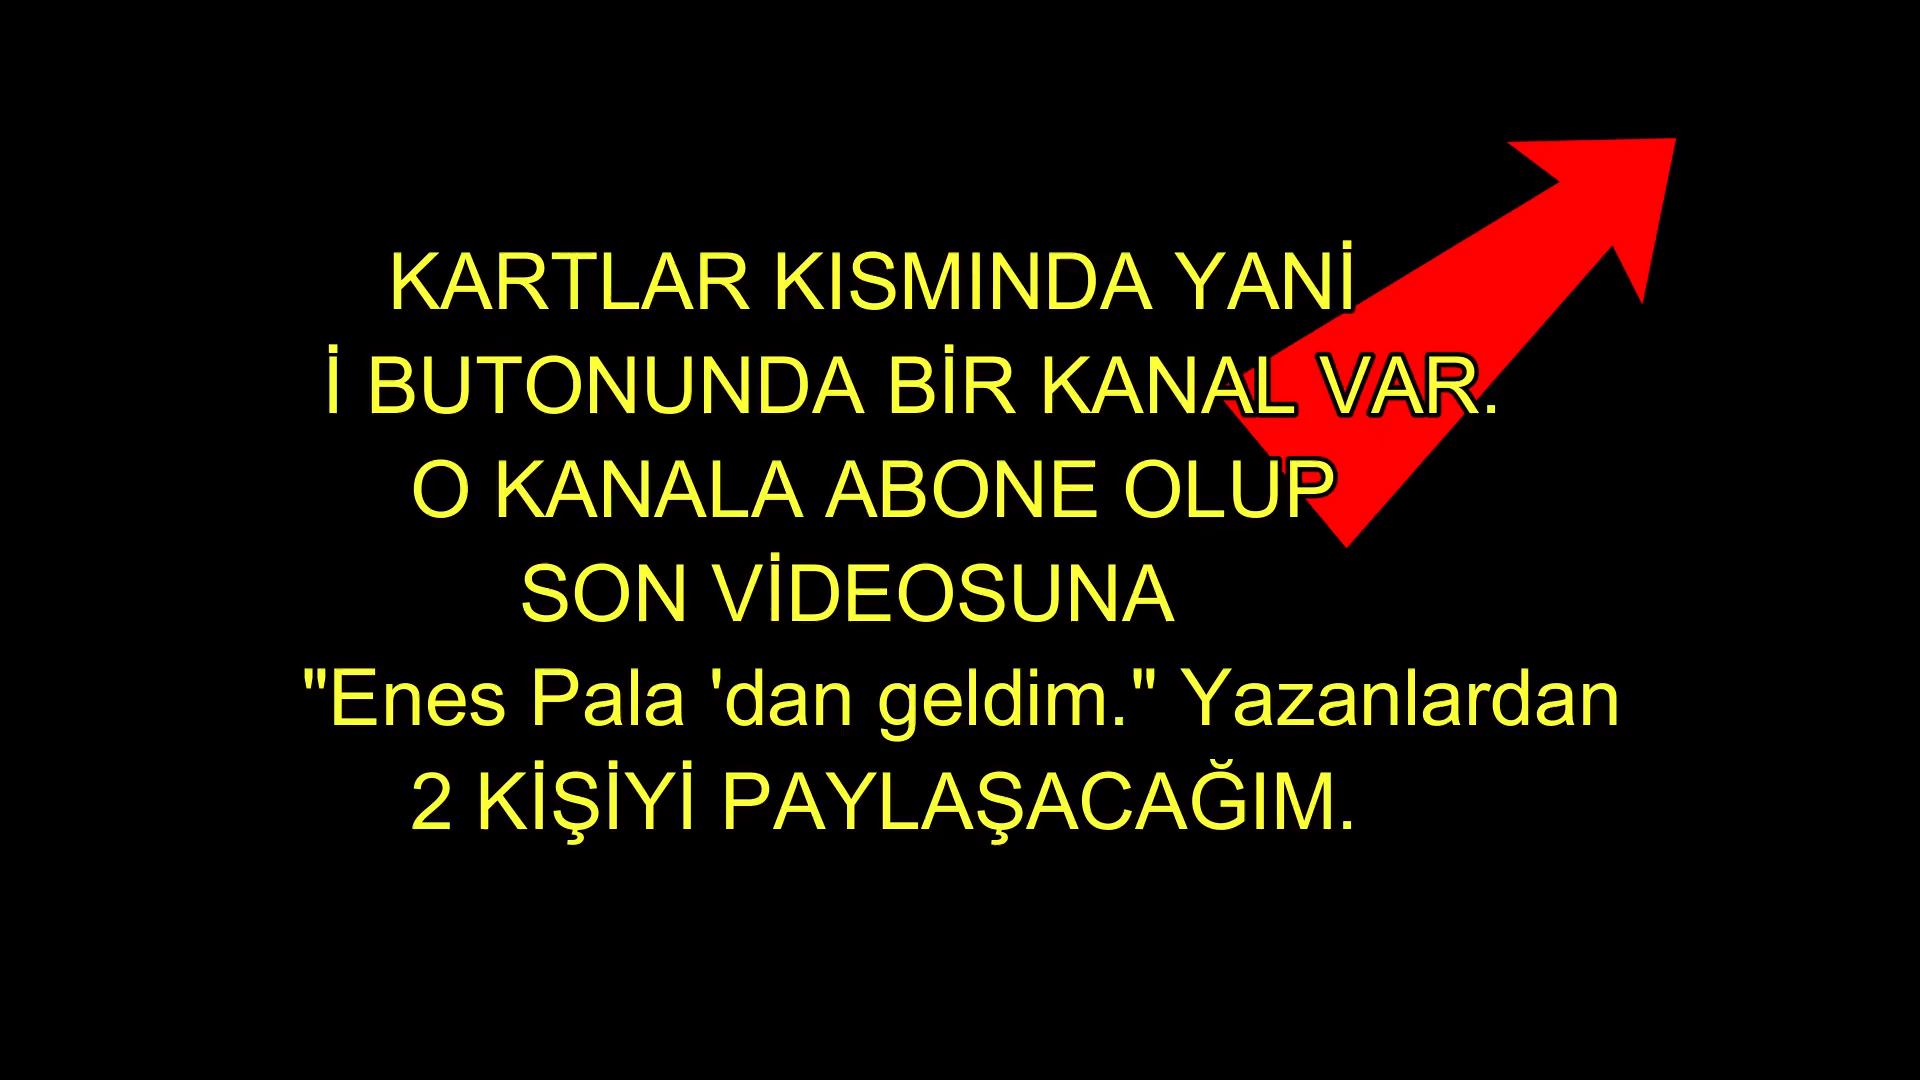 KARTLAR KISMINDA YANİ
İ BUTONUNDA BİR KANAL VAR.
O KANALA ABONE OLUP
SON VİDEOSUNA
"Enes Pala 'dan geldim." Yazanlardan
2 KİŞİYİ PAYLAŞACAĞIM.